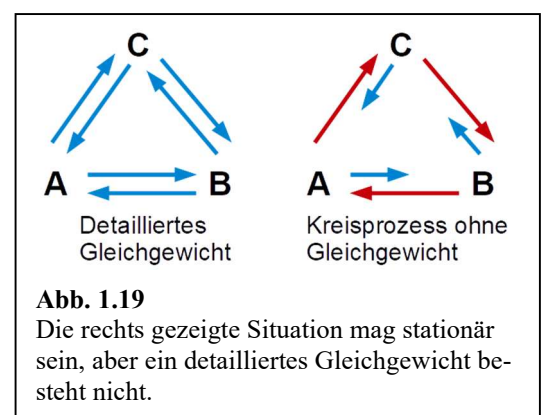 C
A
B
Detailliertes
Gleichgewicht
C
A
B
Kreisprozess ohne
Gleichgewicht
Abb. 1.19
Die rechts gezeigte Situation mag stationär
sein, aber ein detailliertes Gleichgewicht be-
steht nicht.